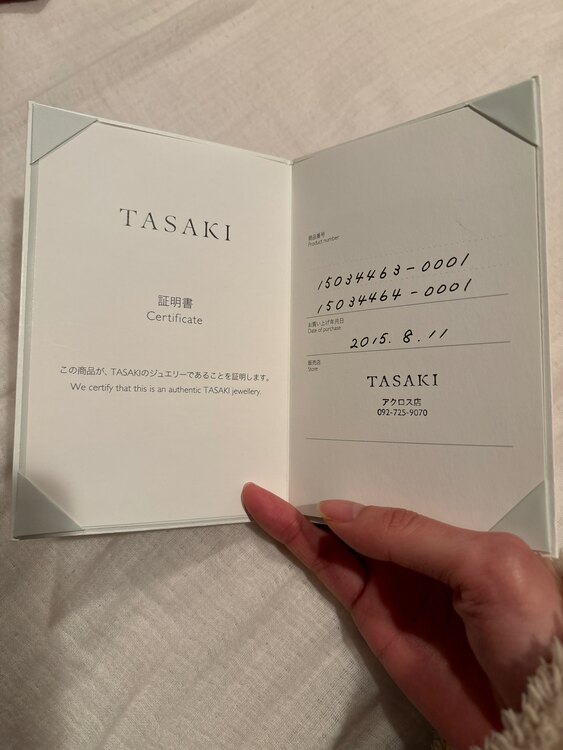 TASAKI
証明書
Certificate
この商品が、TASAKIのジュエリーであることを証明します。
We certify that this is an authentic TASAKI jewellery.
商品番号
Product number
15034463-0001
15034464-0001
お買い上げ年月日
Date of purchase
2015.8.11
販売店
Store
TASAKI
アクロス店
092-725-9070